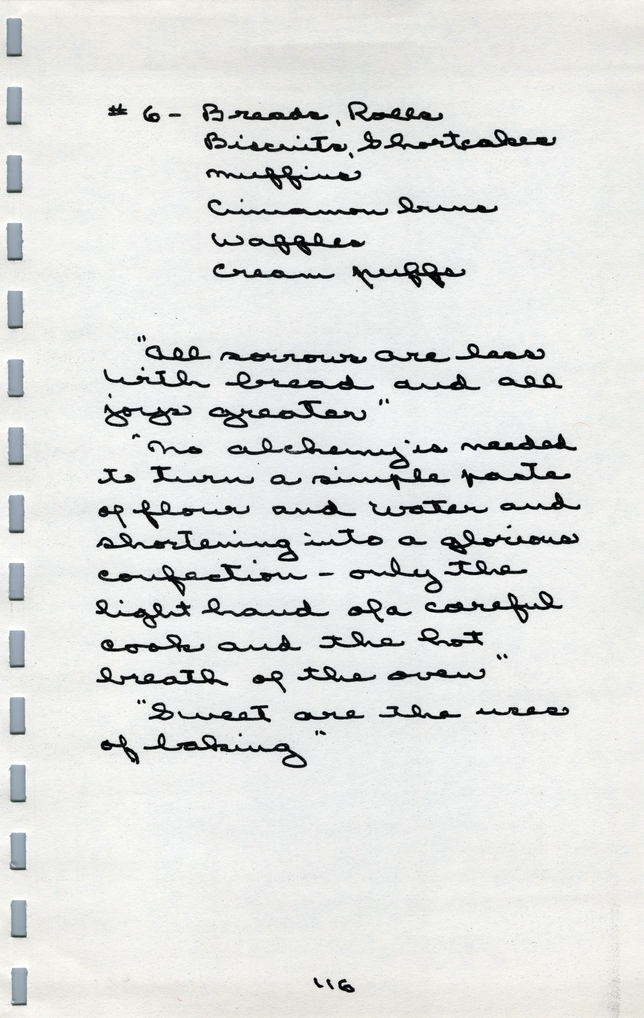 # 6 - Breads, Rolls
Biscuits, Shortcakes
muffins
Cinnamon buns
Waffles
Cream puffs
"All sorrows are less
with bread and all
joys greater"
"No alchemy is needed
to turn a simple paste
of flour and water and
shortening into a glorious
confection - only the
light hand of a careful
cook and the hot
breath of the oven"
"Sweet are the uses
of baking"
116